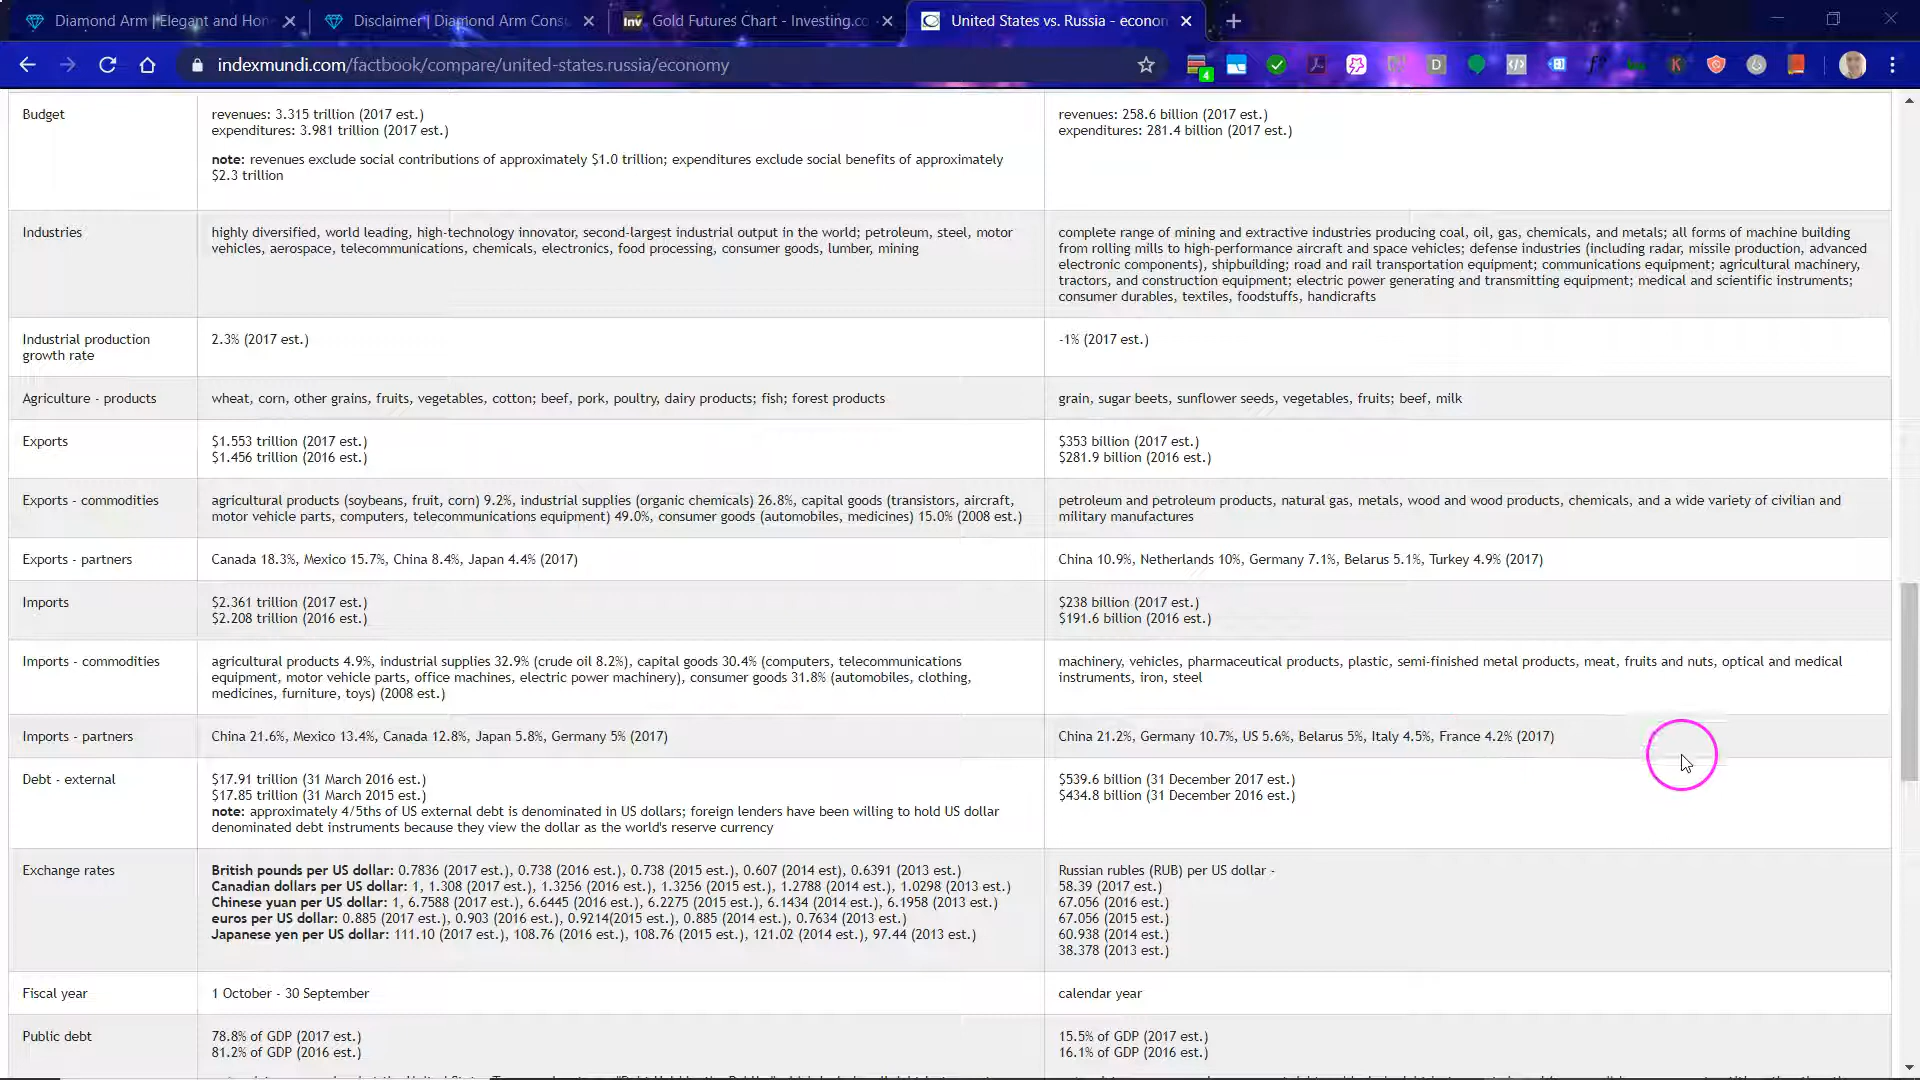 Diamond Arm | Elegant and Hon
Disclaimer | Diamond Arm Cons
Gold Futures Chart - Investing.co
United States vs. Russia - econon
indexmundi.com/factbook/compare/united-states.russia/economy
Budget
revenues: 3.315 trillion (2017 est.)
expenditures: 3.981 trillion (2017 est.)
note: revenues exclude social contributions of approximately $1.0 trillion; expenditures exclude social benefits of approximately
$2.3 trillion
revenues: 258.6 billion (2017 est.)
expenditures: 281.4 billion (2017 est.)
Industries
highly diversified, world leading, high-technology innovator, second-largest industrial output in the world; petroleum, steel, motor
vehicles, aerospace, telecommunications, chemicals, electronics, food processing, consumer goods, lumber, mining
complete range of mining and extractive industries producing coal, oil, gas, chemicals, and metals; all forms of machine building
from rolling mills to high-performance aircraft and space vehicles; defense industries (including radar, missile production, advanced
electronic components), shipbuilding; road and rail transportation equipment; communications equipment; agricultural machinery,
tractors, and construction equipment; electric power generating and transmitting equipment; medical and scientific instruments;
consumer durables, textiles, foodstuffs, handicrafts
Industrial production
growth rate
2.3% (2017 est.)
-1% (2017 est.)
Agriculture - products
wheat, corn, other grains, fruits, vegetables, cotton; beef, pork, poultry, dairy products; fish; forest products
grain, sugar beets, sunflower seeds, vegetables, fruits; beef, milk
Exports
$1.553 trillion (2017 est.)
$1.456 trillion (2016 est.)
$353 billion (2017 est.)
$281.9 billion (2016 est.)
Exports - commodities
agricultural products (soybeans, fruit, corn) 9.2%, industrial supplies (organic chemicals) 26.8%, capital goods (transistors, aircraft,
motor vehicle parts, computers, telecommunications equipment) 49.0%, consumer goods (automobiles, medicines) 15.0% (2008 est.)
petroleum and petroleum products, natural gas, metals, wood and wood products, chemicals, and a wide variety of civilian and
military manufactures
Exports - partners
Canada 18.3%, Mexico 15.7%, China 8.4%, Japan 4.4% (2017)
China 10.9%, Netherlands 10%, Germany 7.1%, Belarus 5.1%, Turkey 4.9% (2017)
Imports
$2.361 trillion (2017 est.)
$2.208 trillion (2016 est.)
$238 billion (2017 est.)
$191.6 billion (2016 est.)
Imports - commodities
agricultural products 4.9%, industrial supplies 32.9% (crude oil 8.2%), capital goods 30.4% (computers, telecommunications
equipment, motor vehicle parts, office machines, electric power machinery), consumer goods 31.8% (automobiles, clothing,
medicines, furniture, toys) (2008 est.)
machinery, vehicles, pharmaceutical products, plastic, semi-finished metal products, meat, fruits and nuts, optical and medical
instruments, iron, steel
Imports - partners
China 21.6%, Mexico 13.4%, Canada 12.8%, Japan 5.8%, Germany 5% (2017)
China 21.2%, Germany 10.7%, US 5.6%, Belarus 5%, Italy 4.5%, France 4.2% (2017)
Debt - external
$17.91 trillion (31 March 2016 est.)
$17.85 trillion (31 March 2015 est.)
note: approximately 4/5ths of US external debt is denominated in US dollars; foreign lenders have been willing to hold US dollar
denominated debt instruments because they view the dollar as the world's reserve currency
$539.6 billion (31 December 2017 est.)
$434.8 billion (31 December 2016 est.)
Exchange rates
British pounds per US dollar: 0.7836 (2017 est.), 0.738 (2016 est.), 0.738 (2015 est.), 0.607 (2014 est), 0.6391 (2013 est.)
Canadian dollars per US dollar: 1, 1.308 (2017 est.), 1.3256 (2016 est.), 1.3256 (2015 est.), 1.2788 (2014 est.), 1.0298 (2013 est.)
Chinese yuan per US dollar: 1, 6.7588 (2017 est.), 6.6445 (2016 est.), 6.2275 (2015 est.), 6.1434 (2014 est.), 6.1958 (2013 est.)
euros per US dollar: 0.885 (2017 est.), 0.903 (2016 est.), 0.9214(2015 est.), 0.885 (2014 est.), 0.7634 (2013 est.)
Japanese yen per US dollar: 111.10 (2017 est.), 108.76 (2016 est.), 108.76 (2015 est.), 121.02 (2014 est.), 97.44 (2013 est.)
Russian rubles (RUB) per US dollar -
58.39 (2017 est.)
67.056 (2016 est.)
67.056 (2015 est.)
60.938 (2014 est.)
38.378 (2013 est.)
Fiscal year
1 October - 30 September
calendar year
Public debt
78.8% of GDP (2017 est.)
81.2% of GDP (2016 est.)
15.5% of GDP (2017 est.)
16.1% of GDP (2016 est.)